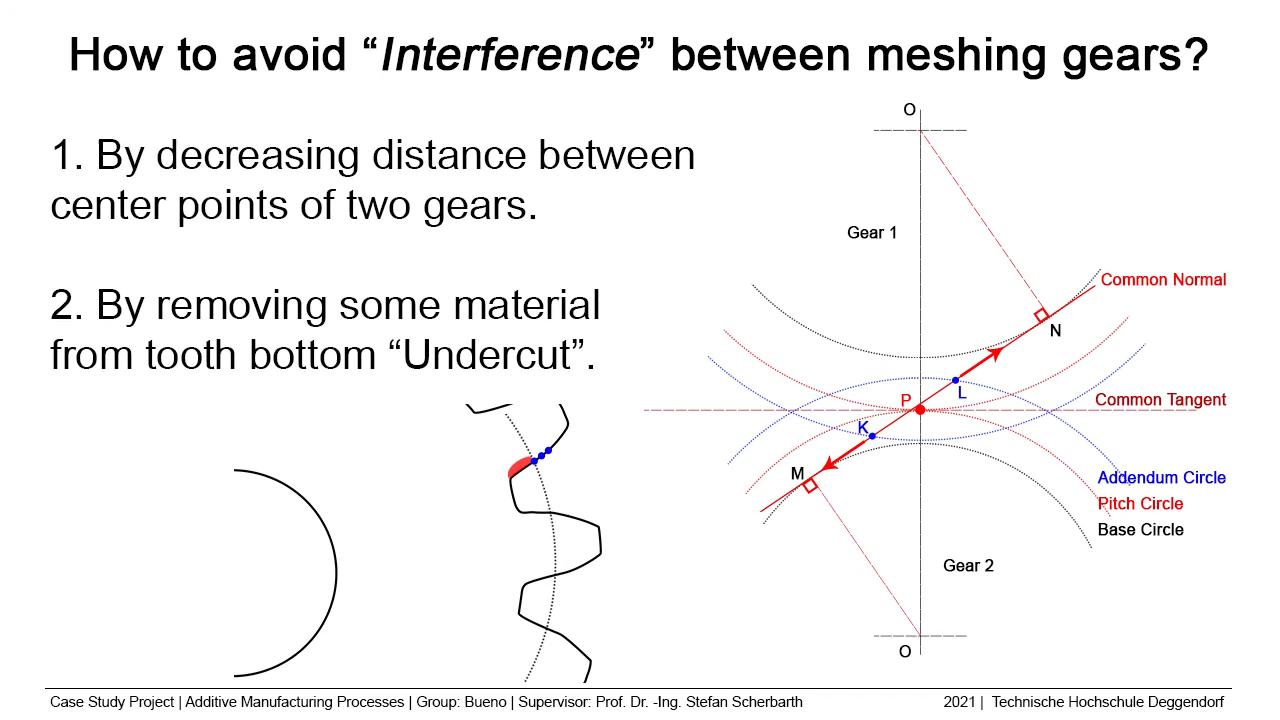 How to avoid “Interference” between meshing gears?
1. By decreasing distance between
center points of two gears.
2. By removing some material
from tooth bottom “Undercut”.
O
Gear 1
Common Normal
N
L
P
Common Tangent
K
M
Addendum Circle
Pitch Circle
Base Circle
Gear 2
O
Case Study Project | Additive Manufacturing Processes | Group: Bueno | Supervisor: Prof. Dr. -Ing. Stefan Scherbarth
2021 | Technische Hochschule Deggendorf